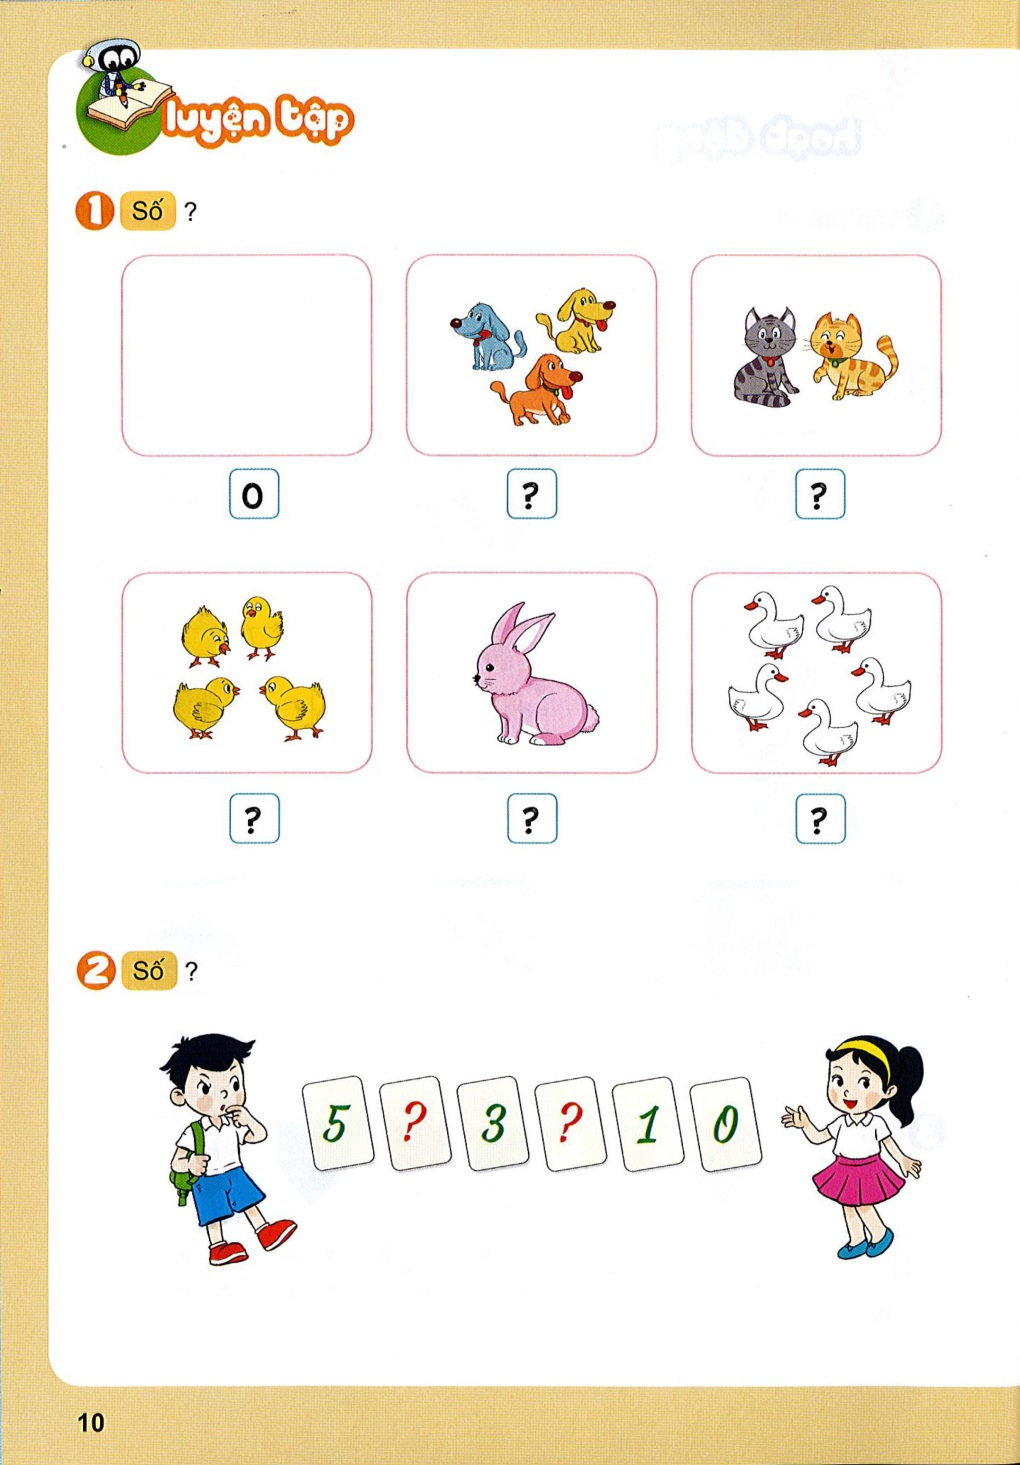 luyện tập
1 Số ?
0 ? ?
? ? ?
2 Số ?
5 ? 3 ? 1 0
10